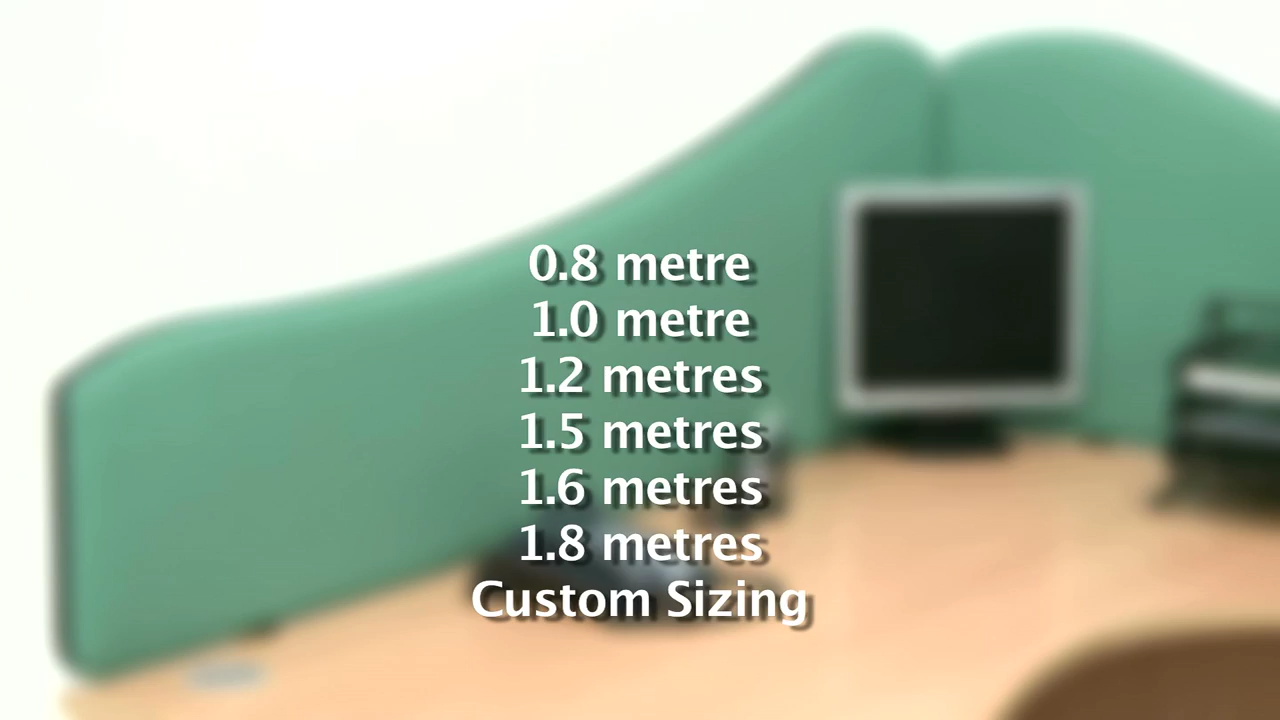 0.8 metre
1.0 metre
1.2 metres
1.5 metres
1.6 metres
1.8 metres
Custom Sizing